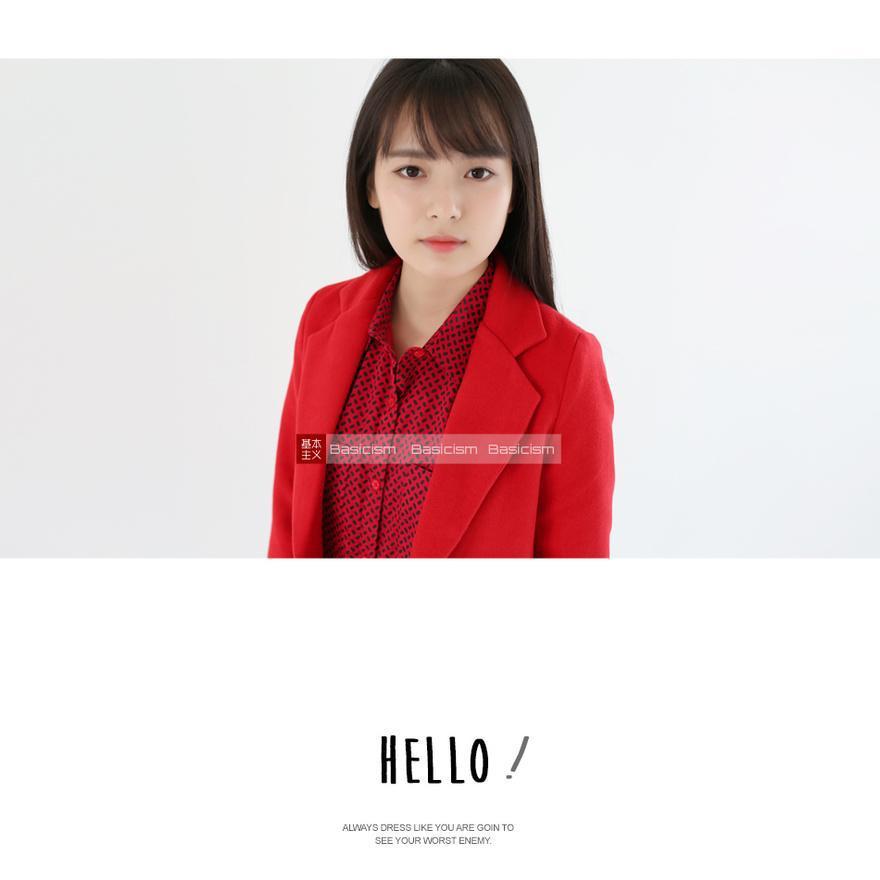 基本
主义
Basicism Basicism Basicism
HELLO !
ALWAYS DRESS LIKE YOU ARE GOIN TO
SEE YOUR WORST ENEMY.